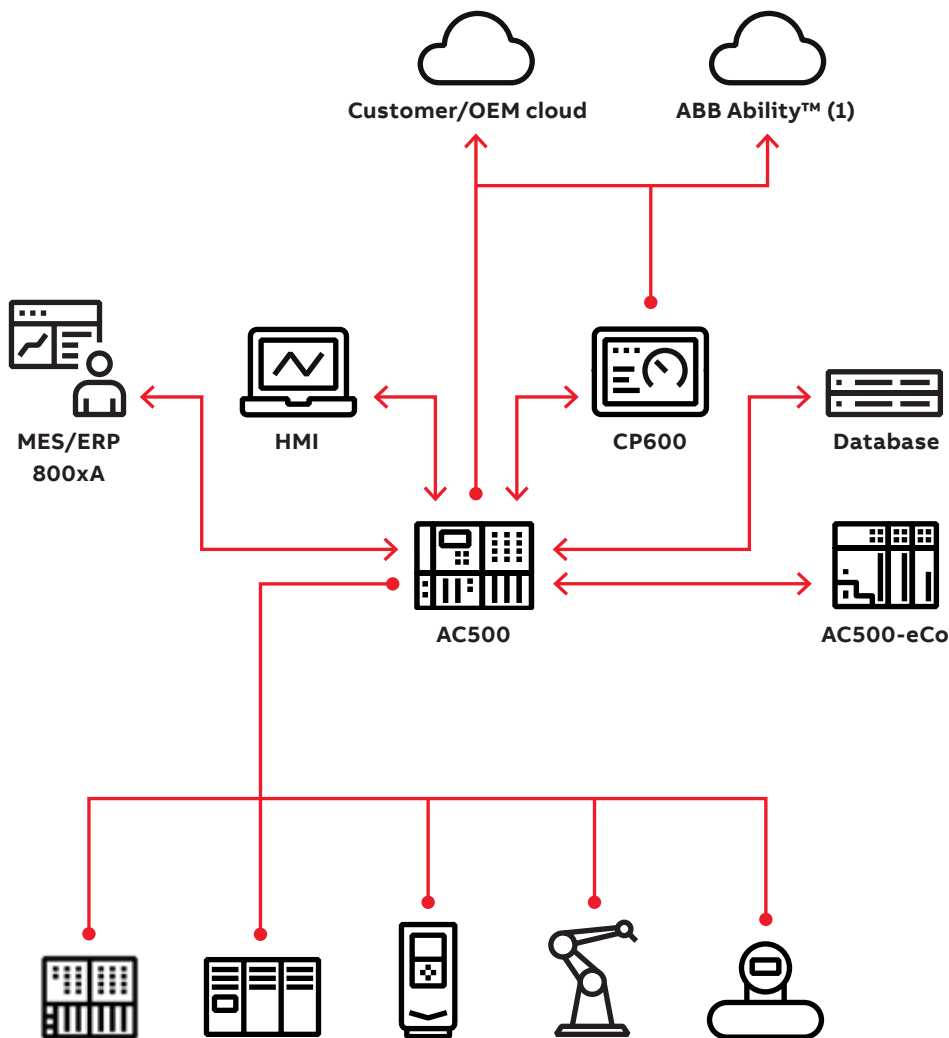 Customer/OEM cloud
ABB Ability™ (1)
MES/ERP
800xA
HMI
CP600
Database
AC500
AC500-eCo